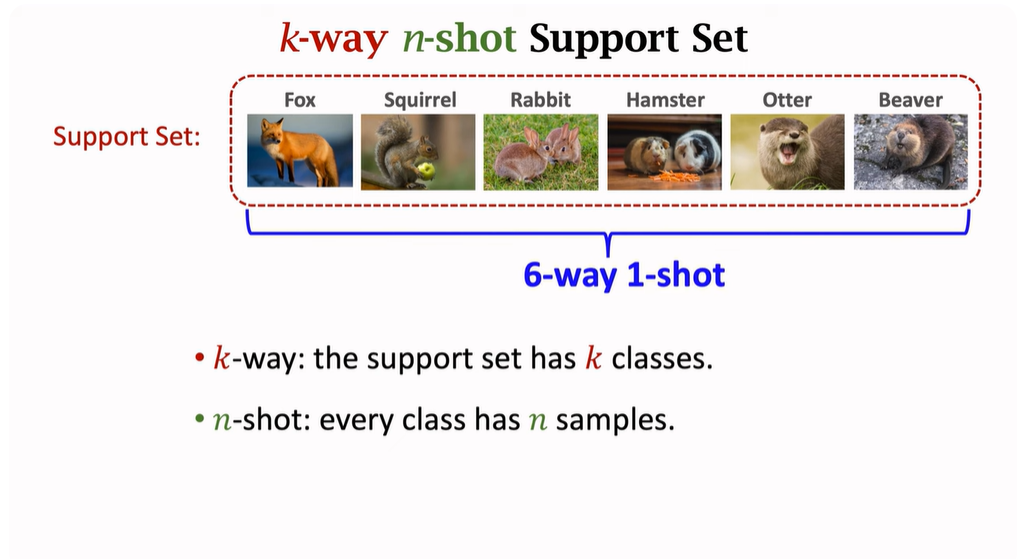 k-way n-shot Support Set
Support Set:
Fox Squirrel Rabbit Hamster Otter Beaver
6-way 1-shot
• k-way: the support set has k classes.
• n-shot: every class has n samples.